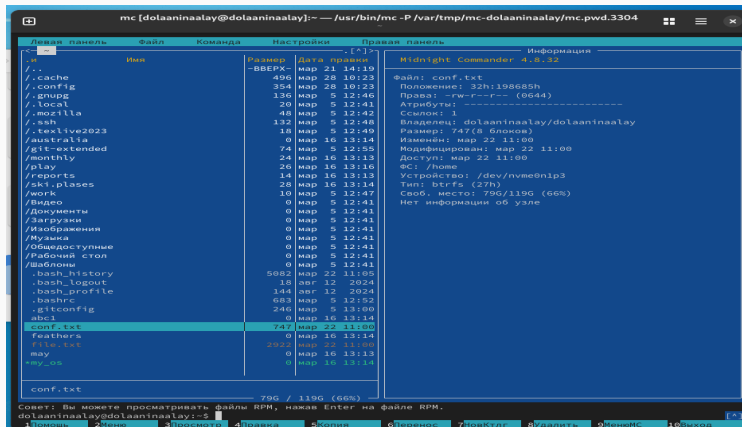 mc [dolaaninaalay@dolaaninaalay]:~ — /usr/bin/mc -P /var/tmp/mc-dolaaninaalay/mc.pwd.3304
Левая панель Файл Команда Настройки Правая панель
<- ~ .[^]> Информация
.и Имя Размер Дата правки Midnight Commander 4.8.32
/.. -ВВЕРХ- мар 21 14:19
/.cache 496 мар 28 10:23 Файл: conf.txt
/.config 354 мар 28 10:23 Положение: 32h:198685h
/.gnupg 136 мар 5 12:46 Права: -rw-r--r-- (0644)
/.local 20 мар 5 12:41 Атрибуты: -------------------------
/.mozilla 48 мар 5 12:42 Ссылок: 1
/.ssh 132 мар 5 12:48 Владелец: dolaaninaalay/dolaaninaalay
/.texlive2023 18 мар 5 12:49 Размер: 747(8 блоков)
/australia 0 мар 16 13:14 Изменён: мар 22 11:00
/git-extended 74 мар 5 12:55 Модифицирован: мар 22 11:00
/monthly 24 мар 16 13:13 Доступ: мар 22 11:00
/play 26 мар 16 13:16 ФС: /home
/reports 14 мар 16 13:13 Устройство: /dev/nvme0n1p3
/ski.plases 28 мар 16 13:14 Тип: btrfs (27h)
/work 10 мар 5 12:47 Своб. место: 79G/119G (66%)
/Видео 0 мар 5 12:41 Нет информации об узле
/Документы 0 мар 5 12:41
/Загрузки 0 мар 5 12:41
/Изображения 0 мар 5 12:41
/Музыка 0 мар 5 12:41
/Общедоступные 0 мар 5 12:41
/Рабочий стол 0 мар 5 12:41
/Шаблоны 0 мар 5 12:41
.bash_history 5082 мар 22 11:05
.bash_logout 18 авг 12 2024
.bash_profile 144 авг 12 2024
.bashrc 683 мар 5 12:52
.gitconfig 246 мар 5 13:00
abc1 0 мар 16 13:14
conf.txt 747 мар 22 11:00
feathers 0 мар 16 13:14
file.txt 2922 мар 22 11:00
may 0 мар 16 13:13
*my_os 0 мар 16 13:14
conf.txt
79G / 119G (66%)
Совет: Вы можете просматривать файлы RPM, нажав Enter на файле RPM.
dolaaninaalay@dolaaninaalay:~$ [^]
1Помощь 2Меню 3Просмотр 4Правка 5Копия 6Перенос 7НовКтлг 8Удалить 9МенюМС 10Выход